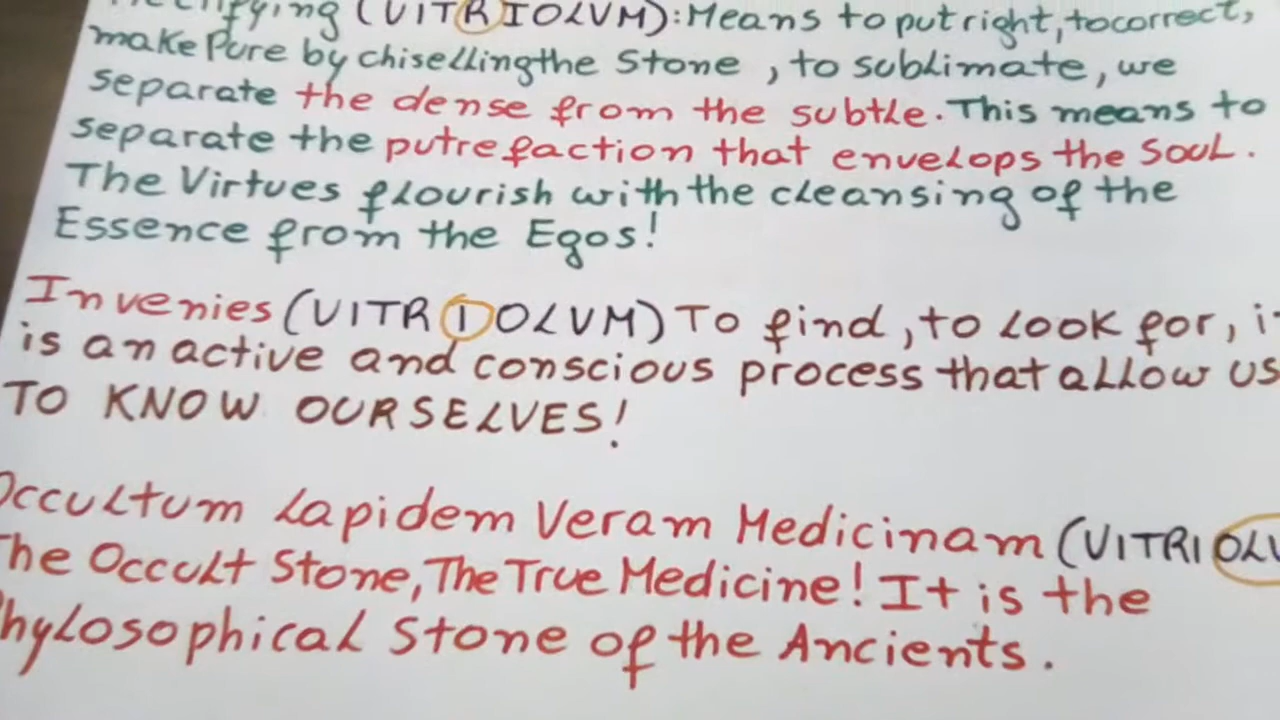 (VITRIOLVM): Means to put right, to correct,
make Pure by chiselling the Stone, to sublimate, we
separate the dense from the subtle. This means to
separate the putrefaction that envelops the Soul.
The Virtues flourish with the cleansing of the
Essence from the Egos!
Invenies (VITRIOLVM) To find, to look for, it
is an active and conscious process that allow us
TO KNOW OURSELVES!
Occultum Lapidem Veram Medicinam (VITRIOLV
The Occult Stone, The True Medicine! It is the
Phylosophical Stone of the Ancients.